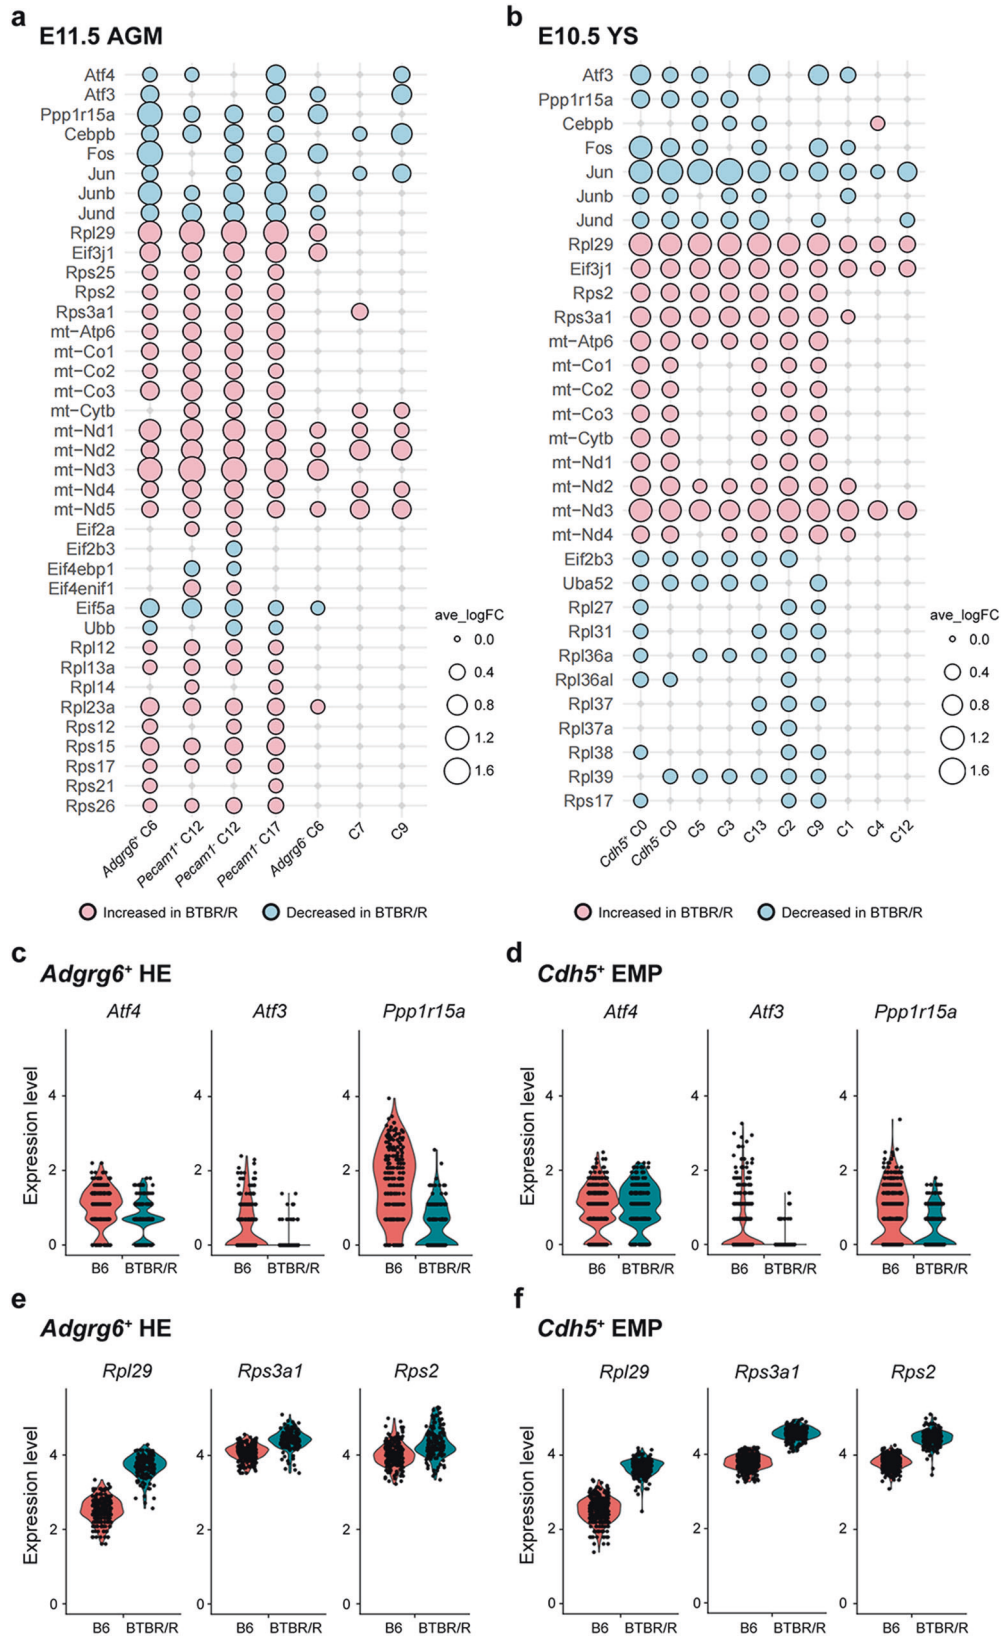 a
E11.5 AGM
Atf4
Atf3
Ppp1r15a
Cebpb
Fos
Jun
Junb
Jund
Rpl29
Eif3j1
Rps25
Rps2
Rps3a1
mt−Atp6
mt−Co1
mt−Co2
mt−Co3
mt−Cytb
mt−Nd1
mt−Nd2
mt−Nd3
mt−Nd4
mt−Nd5
Eif2a
Eif2b3
Eif4ebp1
Eif4enif1
Eif5a
Ubb
Rpl12
Rpl13a
Rpl14
Rpl23a
Rps12
Rps15
Rps17
Rps21
Rps26
Adgrg6+ C6
Pecam1+ C12
Pecam1- C12
Pecam1- C17
Adgrg6- C6
C7
C9
ave_logFC
0.0
0.4
0.8
1.2
1.6
Increased in BTBR/R Decreased in BTBR/R
b
E10.5 YS
Atf3
Ppp1r15a
Cebpb
Fos
Jun
Junb
Jund
Rpl29
Eif3j1
Rps2
Rps3a1
mt−Atp6
mt−Co1
mt−Co2
mt−Co3
mt−Cytb
mt−Nd1
mt−Nd2
mt−Nd3
mt−Nd4
Eif2b3
Uba52
Rpl27
Rpl31
Rpl36a
Rpl36al
Rpl37
Rpl37a
Rpl38
Rpl39
Rps17
Cdh5+ C0
Cdh5- C0
C5
C3
C13
C2
C9
C1
C4
C12
ave_logFC
0.0
0.4
0.8
1.2
1.6
Increased in BTBR/R Decreased in BTBR/R
c
Adgrg6+ HE
Atf4 Atf3 Ppp1r15a
Expression level
4 4 4
2 2 2
0 0 0
B6 BTBR/R B6 BTBR/R B6 BTBR/R
d
Cdh5+ EMP
Atf4 Atf3 Ppp1r15a
Expression level
4 4 4
2 2 2
0 0 0
B6 BTBR/R B6 BTBR/R B6 BTBR/R
e
Adgrg6+ HE
Rpl29 Rps3a1 Rps2
Expression level
4 4 4
2 2 2
0 0 0
B6 BTBR/R B6 BTBR/R B6 BTBR/R
f
Cdh5+ EMP
Rpl29 Rps3a1 Rps2
Expression level
4 4 4
2 2 2
0 0 0
B6 BTBR/R B6 BTBR/R B6 BTBR/R